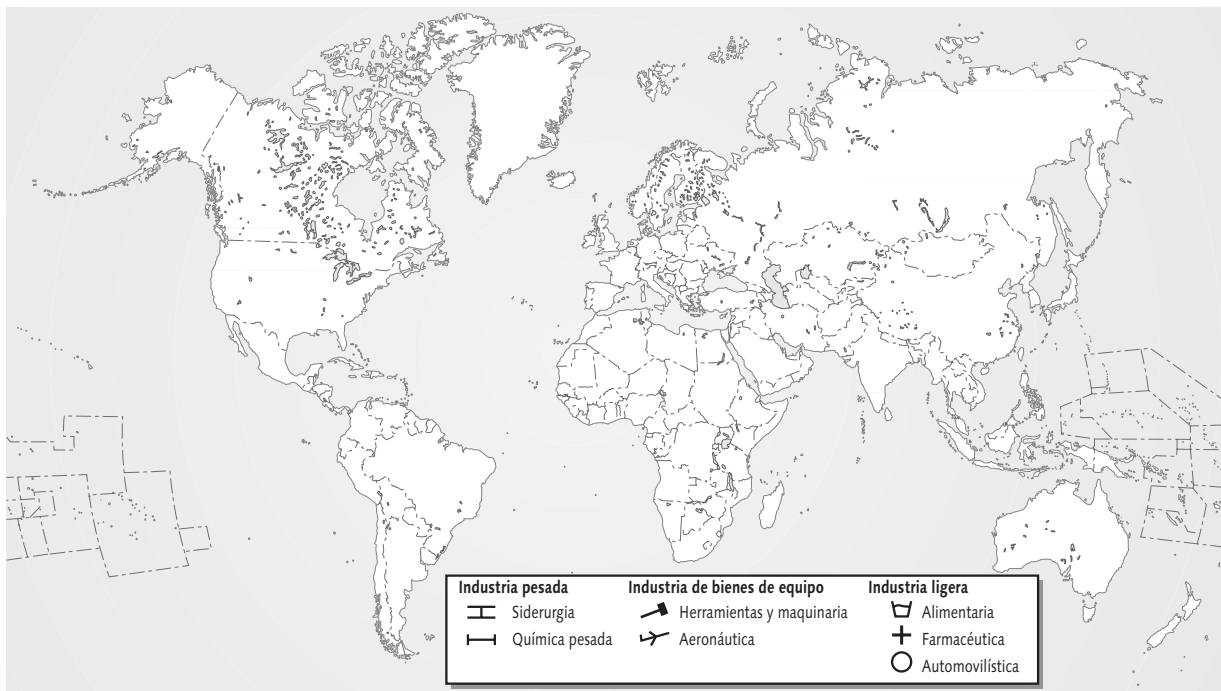 Industria pesada
Siderurgia
Química pesada
Industria de bienes de equipo
Herramientas y maquinaria
Aeronáutica
Industria ligera
Alimentaria
Farmacéutica
Automovilística